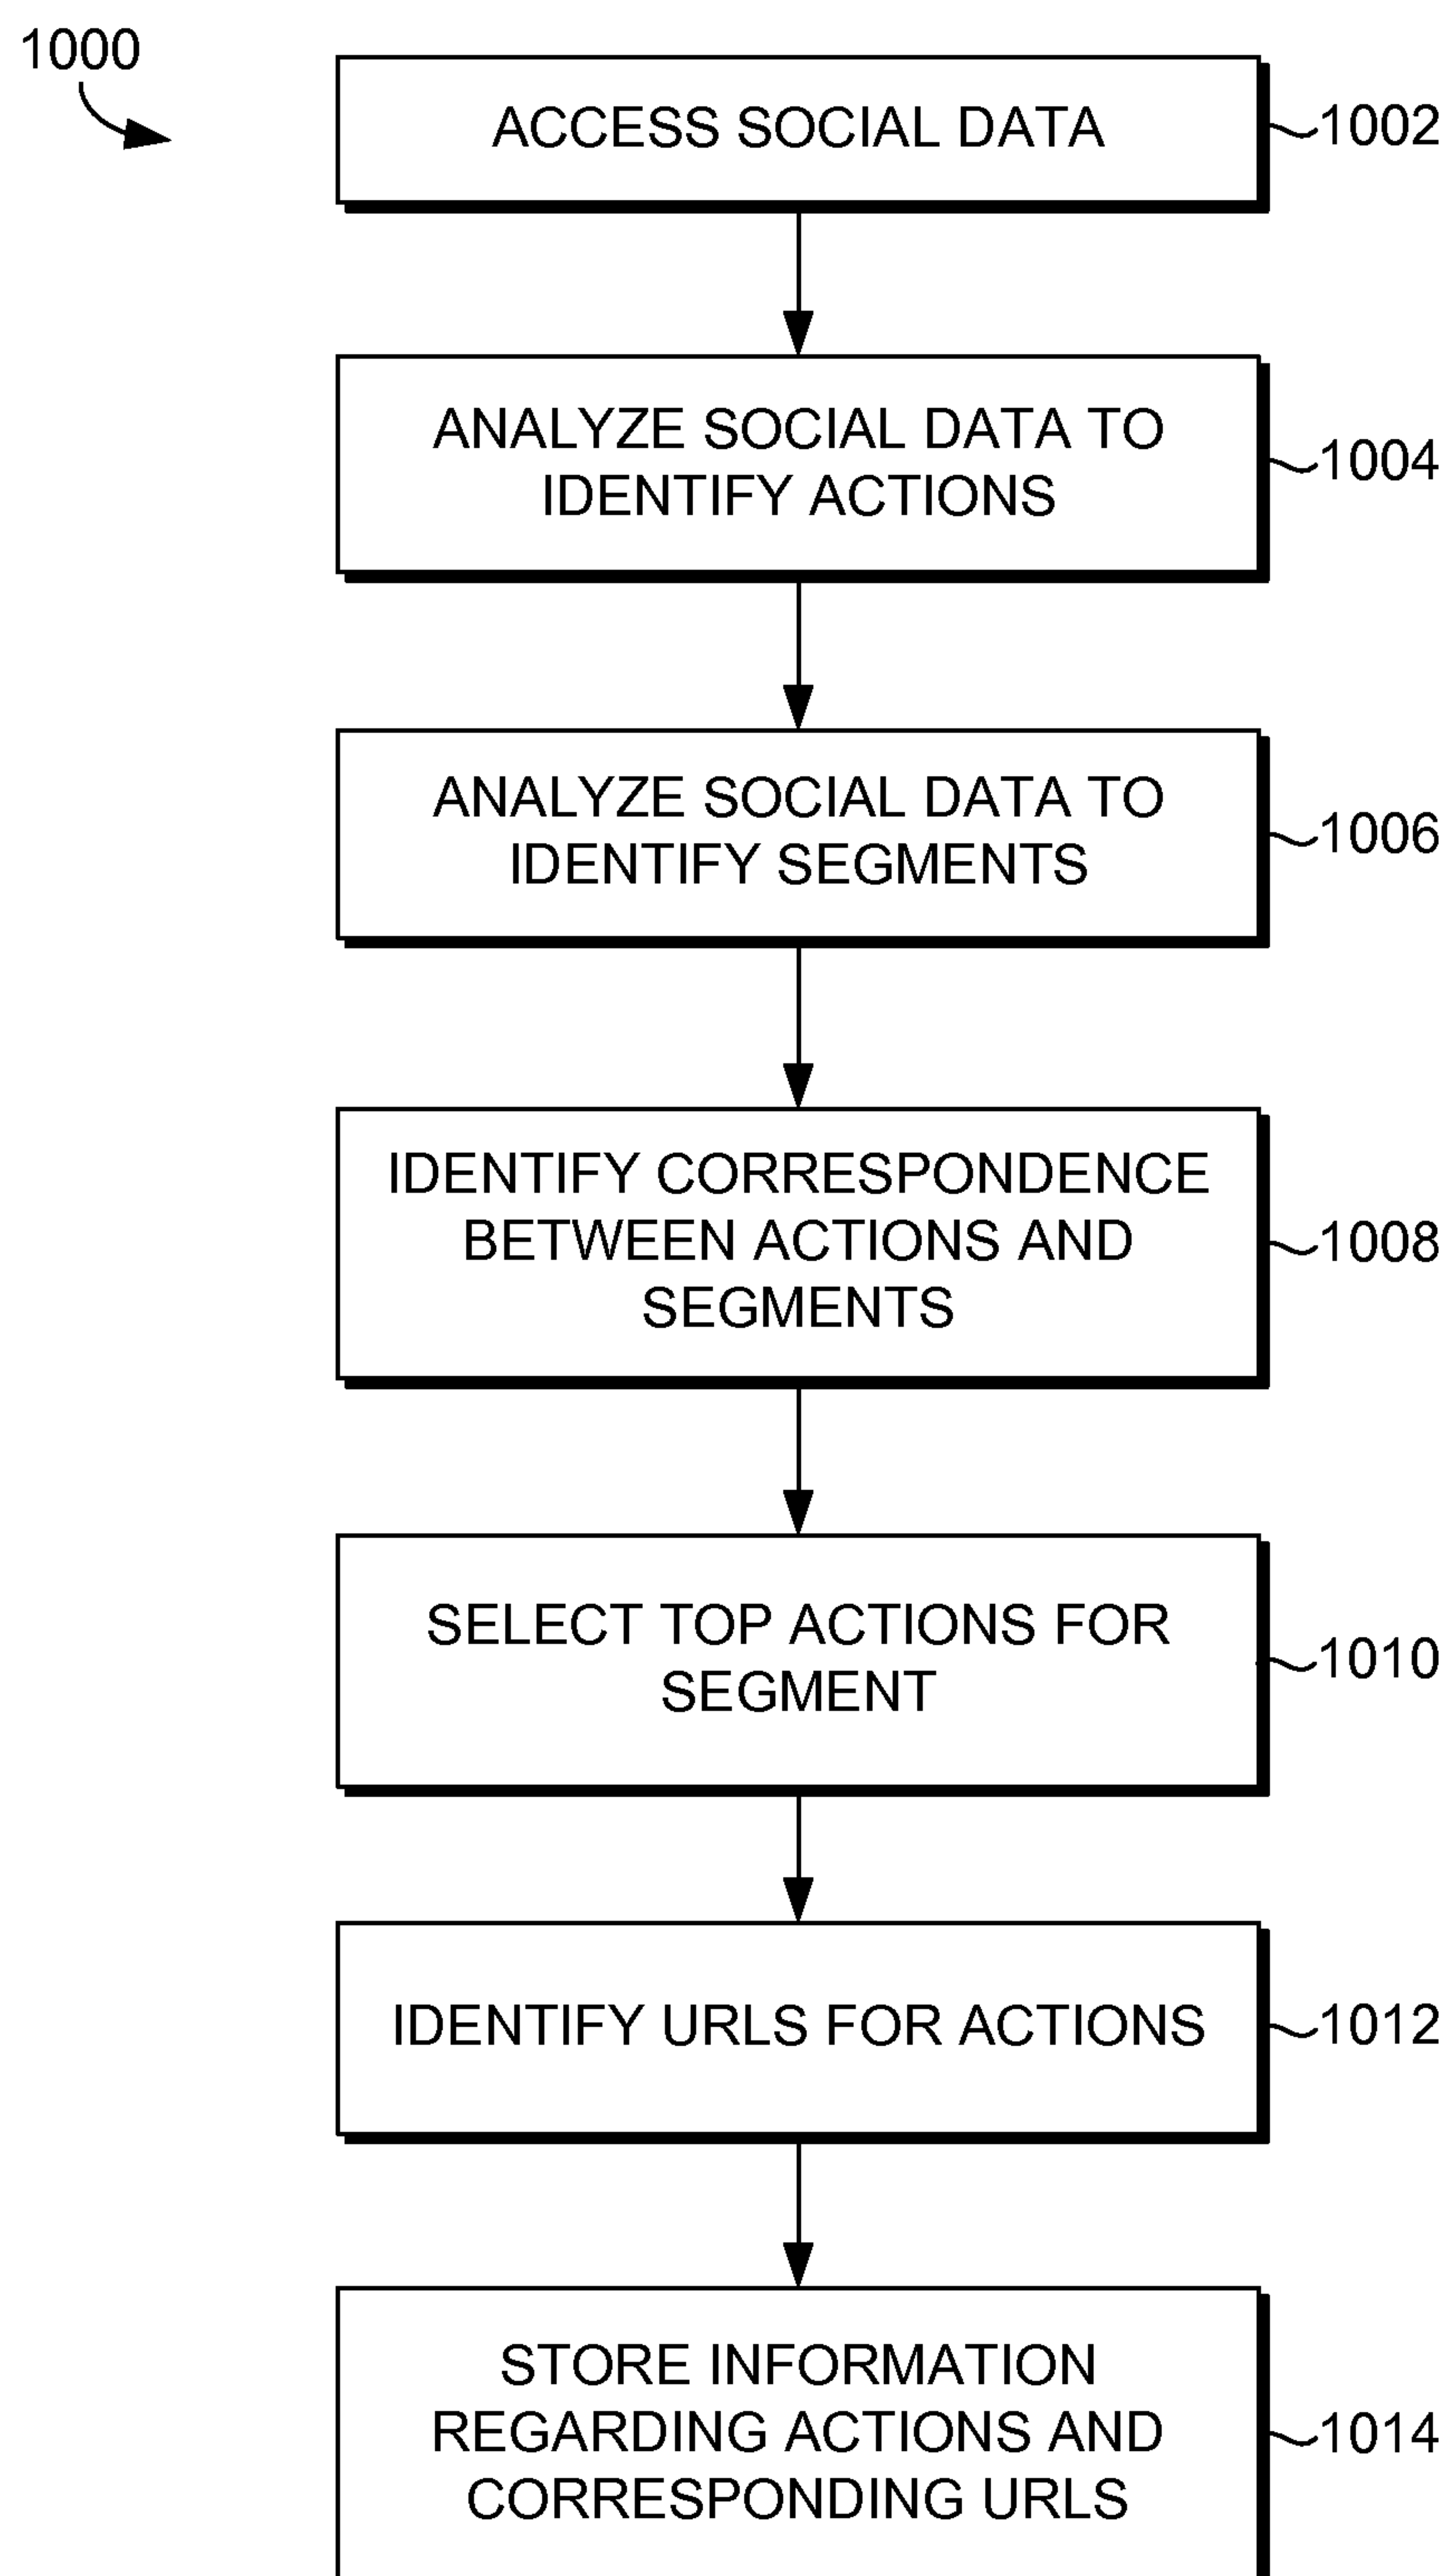 1000
ACCESS SOCIAL DATA
1002
ANALYZE SOCIAL DATA TO
IDENTIFY ACTIONS
1004
ANALYZE SOCIAL DATA TO
IDENTIFY SEGMENTS
1006
IDENTIFY CORRESPONDENCE
BETWEEN ACTIONS AND
SEGMENTS
1008
SELECT TOP ACTIONS FOR
SEGMENT
1010
IDENTIFY URLS FOR ACTIONS
1012
STORE INFORMATION
REGARDING ACTIONS AND
CORRESPONDING URLS
1014